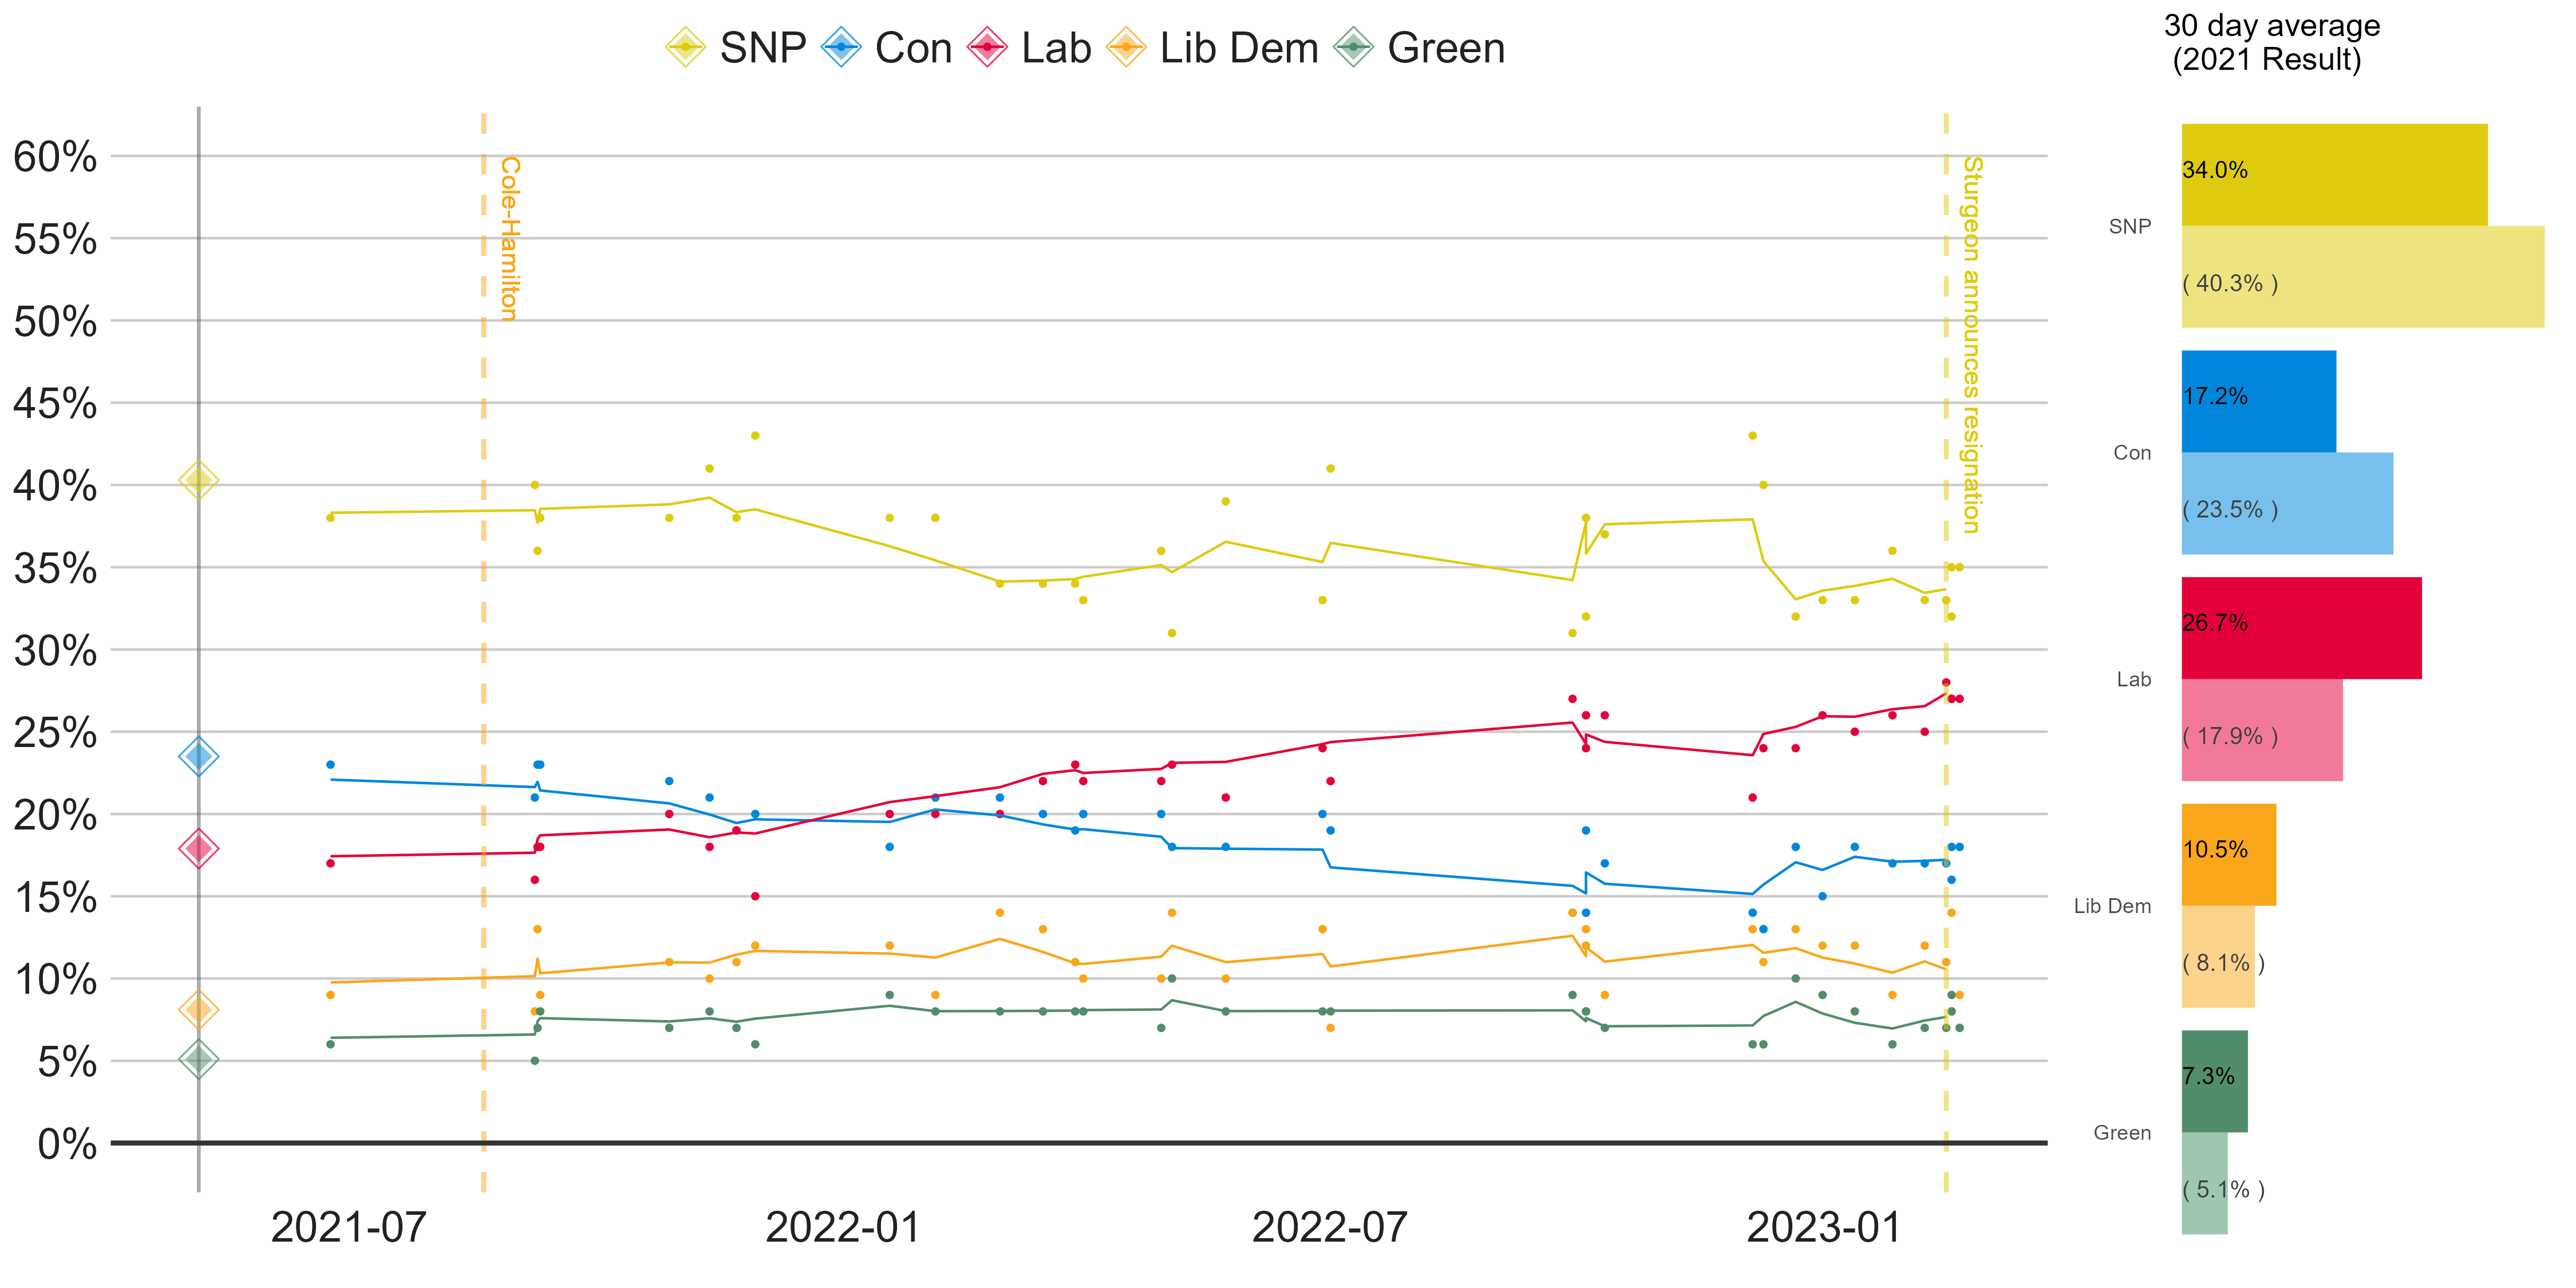 SNP Con Lab Lib Dem Green
30 day average
(2021 Result)
60%
55%
50%
45%
40%
35%
30%
25%
20%
15%
10%
5%
0%
Cole-Hamilton
Sturgeon announces resignation
2021-07 2022-01 2022-07 2023-01
SNP
34.0%
( 40.3% )
Con
17.2%
( 23.5% )
Lab
26.7%
( 17.9% )
Lib Dem
10.5%
( 8.1% )
Green
7.3%
( 5.1% )